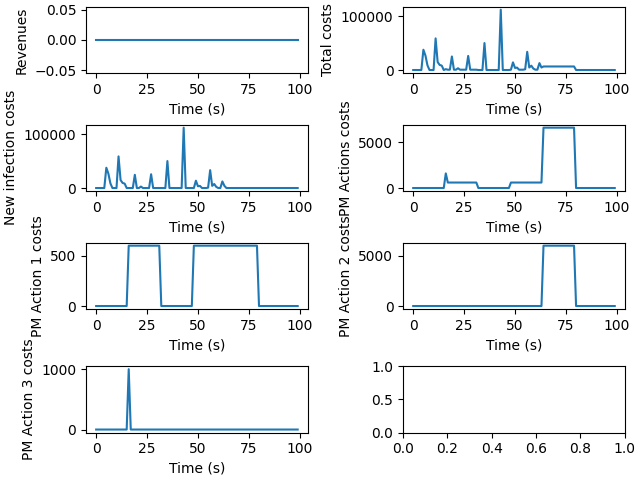 Revenues
0.05
0.00
−0.05
0 25 50 75 100
Time (s)
Total costs
100000
0
0 25 50 75 100
Time (s)
New infection costs
100000
0
0 25 50 75 100
Time (s)
PM Actions costs
5000
0
0 25 50 75 100
Time (s)
PM Action 1 costs
500
0
0 25 50 75 100
Time (s)
PM Action 2 costs
5000
0
0 25 50 75 100
Time (s)
PM Action 3 costs
1000
0
0 25 50 75 100
Time (s)
1.0
0.5
0.0
0.0 0.2 0.4 0.6 0.8 1.0